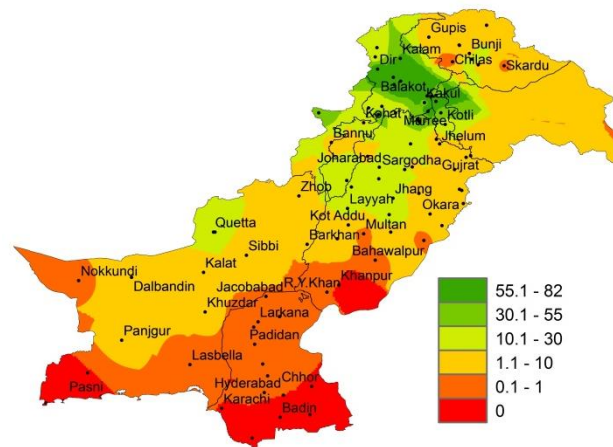 Gupis
Kalam
Bunji
Dir
Chilas
Skardu
Balakot
Kakul
Kohat
Murree
Kotli
Bannu
Jhelum
Joharabad
Sargodha
Gujrat
Zhob
Layyah
Jhang
Okara
Quetta
Kot Addu
Multan
Sibbi
Barkhan
Bahawalpur
Nokkundi
Kalat
Dalbandin
Jacobabad
R.Y.Khan
Khanpur
Khuzdar
Larkana
Panjgur
Padidan
Lasbella
Pasni
Hyderabad
Chhor
Karachi
Badin
55.1 - 82
30.1 - 55
10.1 - 30
1.1 - 10
0.1 - 1
0